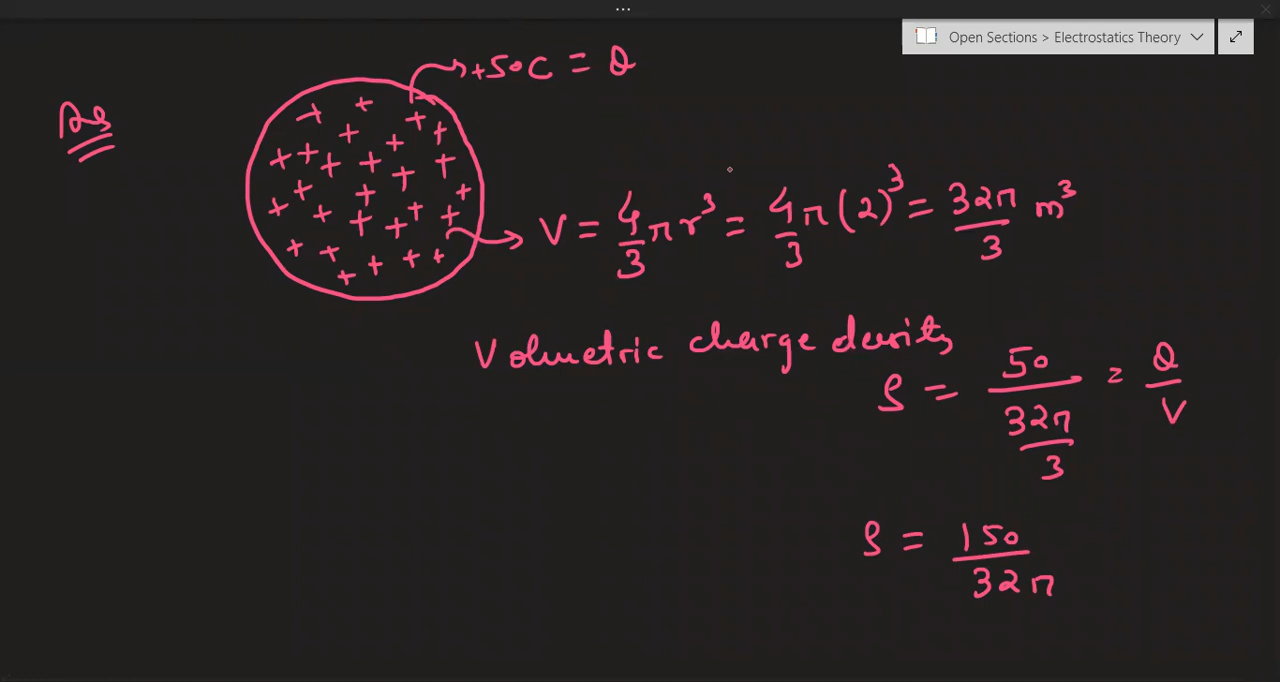 ...
Open Sections > Electrostatics Theory
+50C = Q
As
V = 4/3 πr³ = 4/3 π(2)³ = 32π/3 m³
Volumetric charge density
ρ = 50/(32π/3) = Q/V
ρ = 150/32π